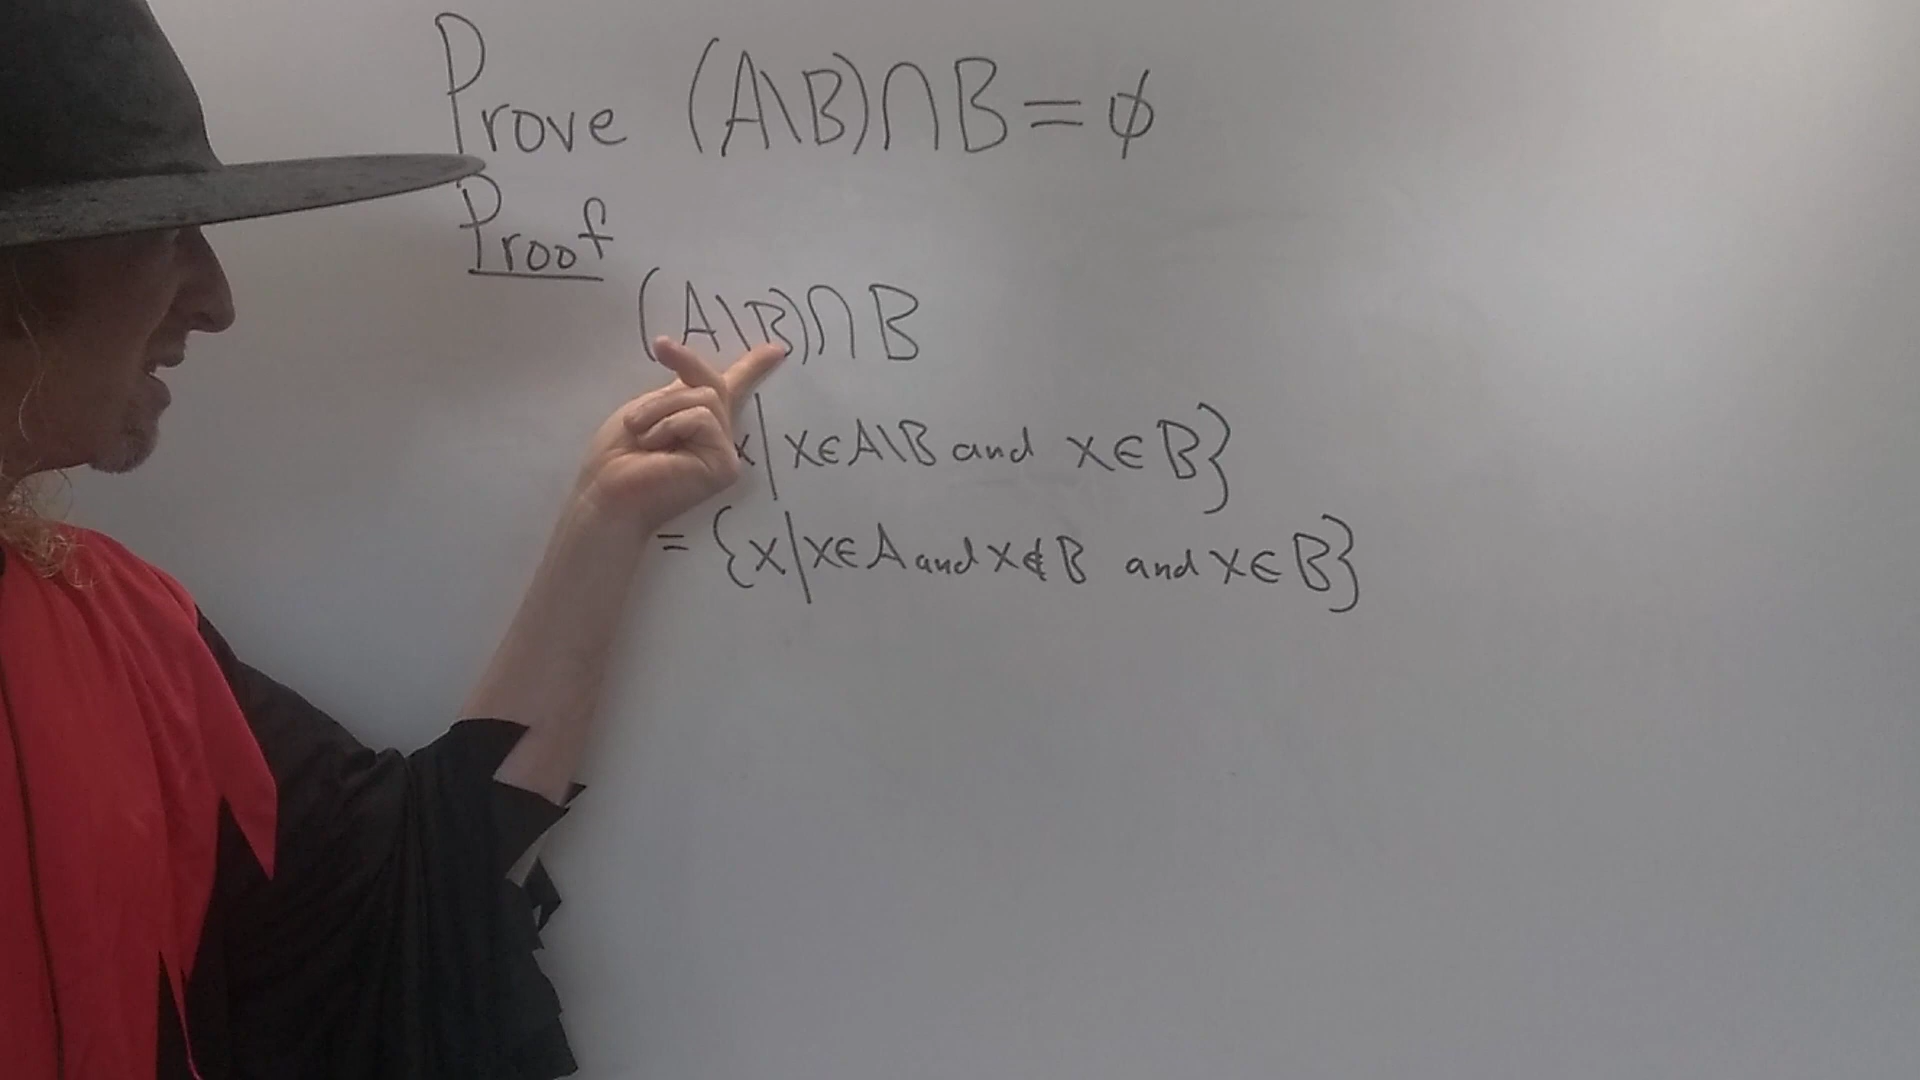 Prove (A\B)∩B=∅
Proof
(A\B)∩B
x|x∈A\B and x∈B}
= {x|x∈A and x∉B and x∈B}